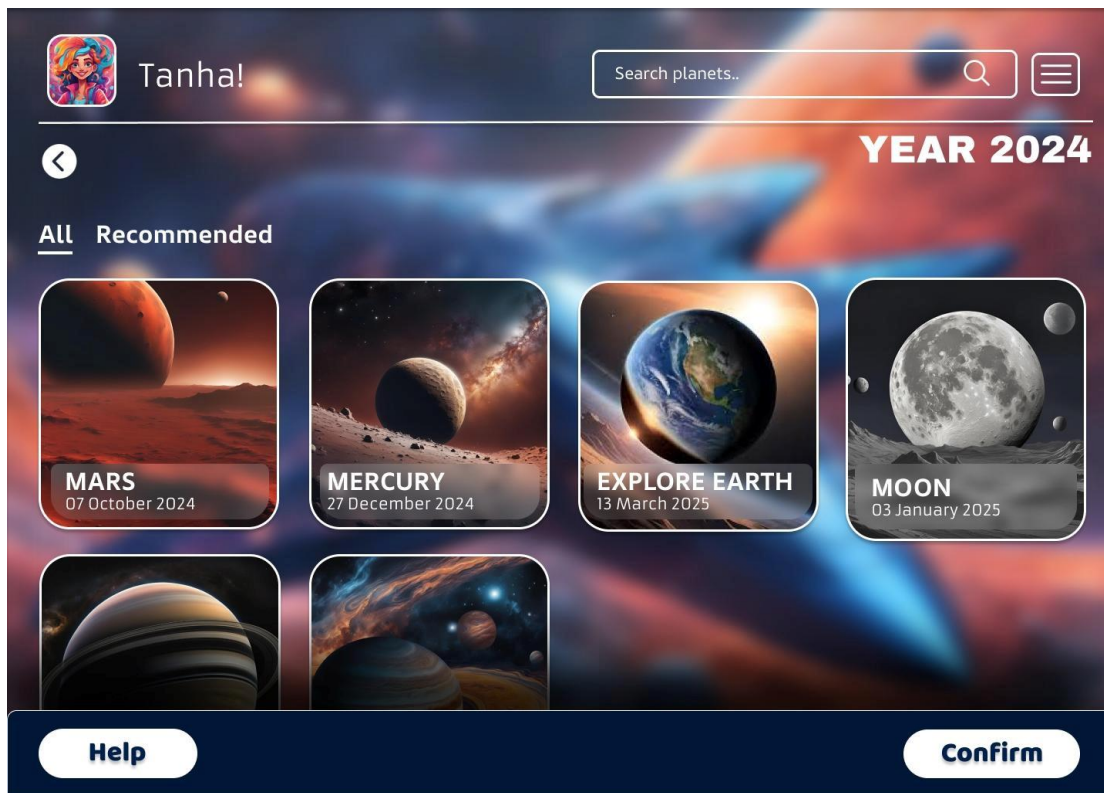 Tanha!
Search planets..
YEAR 2024
All Recommended
MARS
07 October 2024
MERCURY
27 December 2024
EXPLORE EARTH
13 March 2025
MOON
03 January 2025
Help
Confirm